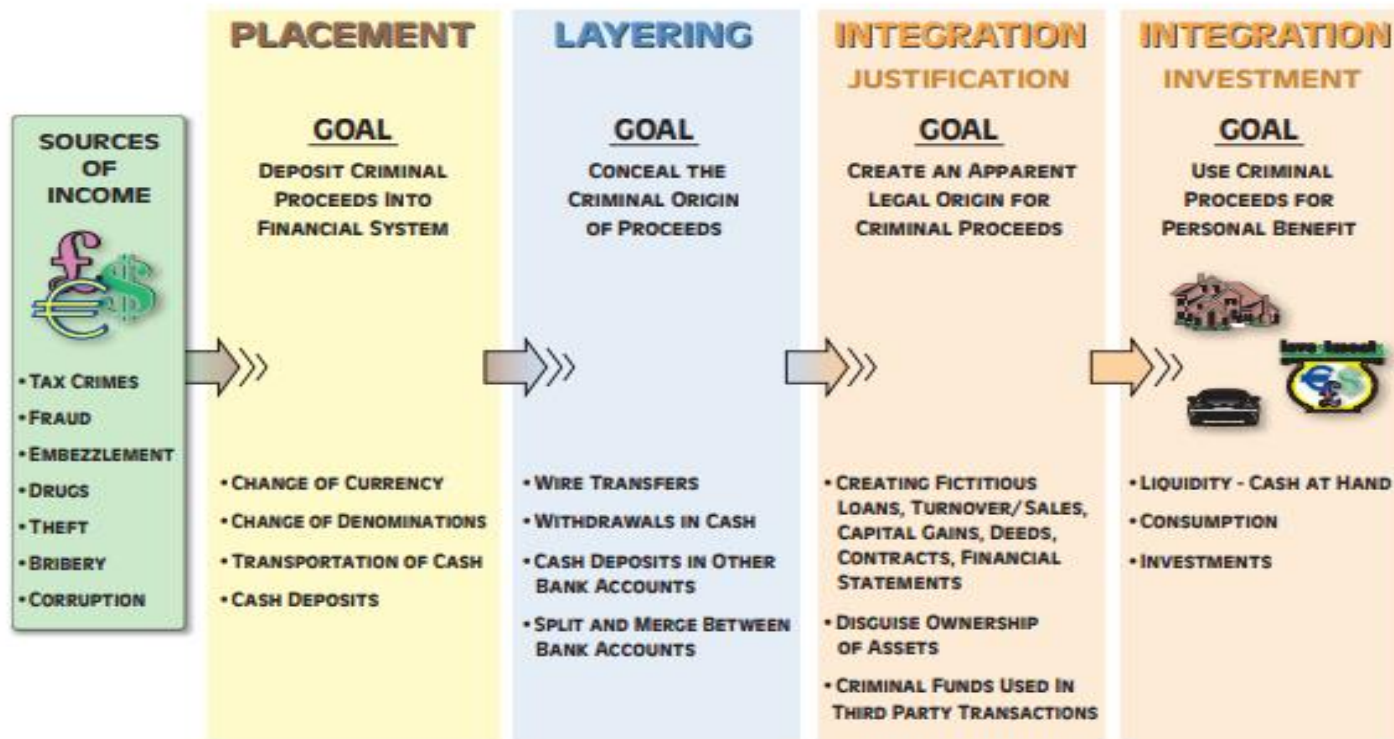 SOURCES
OF
INCOME
• TAX CRIMES
• FRAUD
• EMBEZZLEMENT
• DRUGS
• THEFT
• BRIBERY
• CORRUPTION
PLACEMENT
GOAL
DEPOSIT CRIMINAL
PROCEEDS INTO
FINANCIAL SYSTEM
• CHANGE OF CURRENCY
• CHANGE OF DENOMINATIONS
• TRANSPORTATION OF CASH
• CASH DEPOSITS
LAYERING
GOAL
CONCEAL THE
CRIMINAL ORIGIN
OF PROCEEDS
• WIRE TRANSFERS
• WITHDRAWALS IN CASH
• CASH DEPOSITS IN OTHER
BANK ACCOUNTS
• SPLIT AND MERGE BETWEEN
BANK ACCOUNTS
INTEGRATION
JUSTIFICATION
GOAL
CREATE AN APPARENT
LEGAL ORIGIN FOR
CRIMINAL PROCEEDS
• CREATING FICTITIOUS
LOANS, TURNOVER/SALES,
CAPITAL GAINS, DEEDS,
CONTRACTS, FINANCIAL
STATEMENTS
• DISGUISE OWNERSHIP
OF ASSETS
• CRIMINAL FUNDS USED IN
THIRD PARTY TRANSACTIONS
INTEGRATION
INVESTMENT
GOAL
USE CRIMINAL
PROCEEDS FOR
PERSONAL BENEFIT
• LIQUIDITY - CASH AT HAND
• CONSUMPTION
• INVESTMENTS